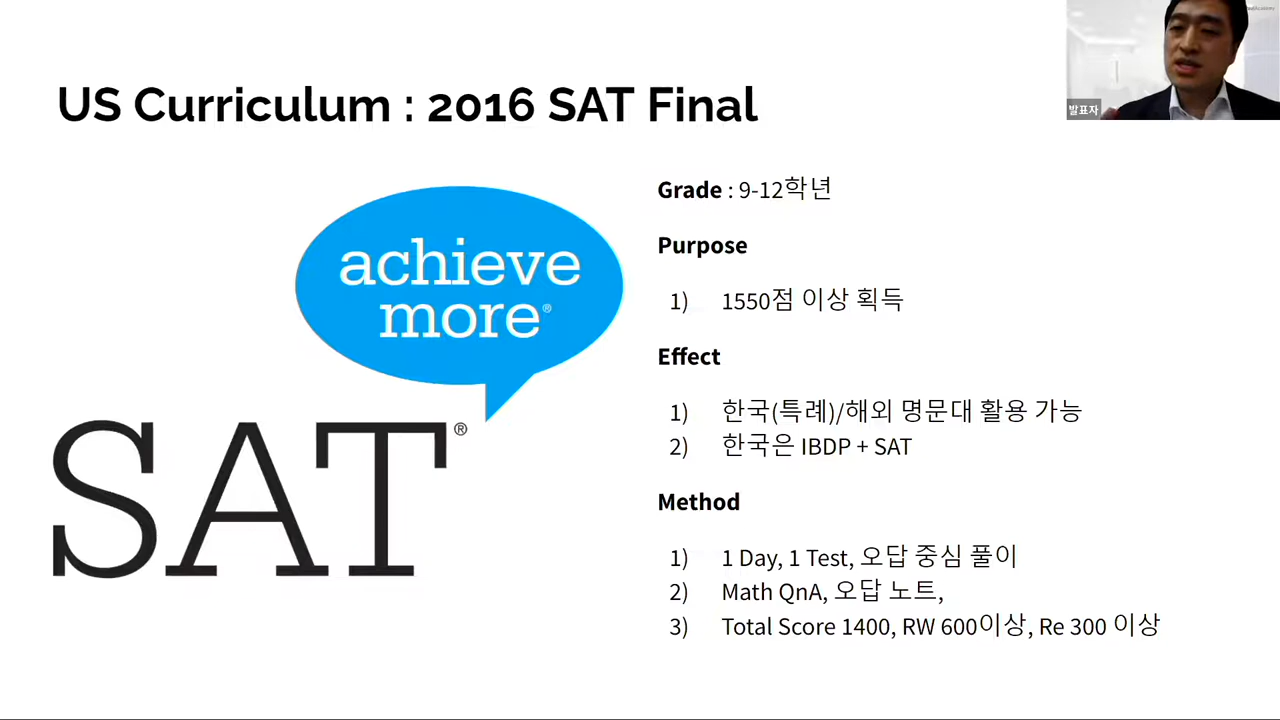 US Curriculum : 2016 SAT Final
발표자
achieve
more®
SAT®
Grade : 9-12학년
Purpose
1) 1550점 이상 획득
Effect
1) 한국(특례)/해외 명문대 활용 가능
2) 한국은 IBDP + SAT
Method
1) 1 Day, 1 Test, 오답 중심 풀이
2) Math QnA, 오답 노트,
3) Total Score 1400, RW 600이상, Re 300 이상